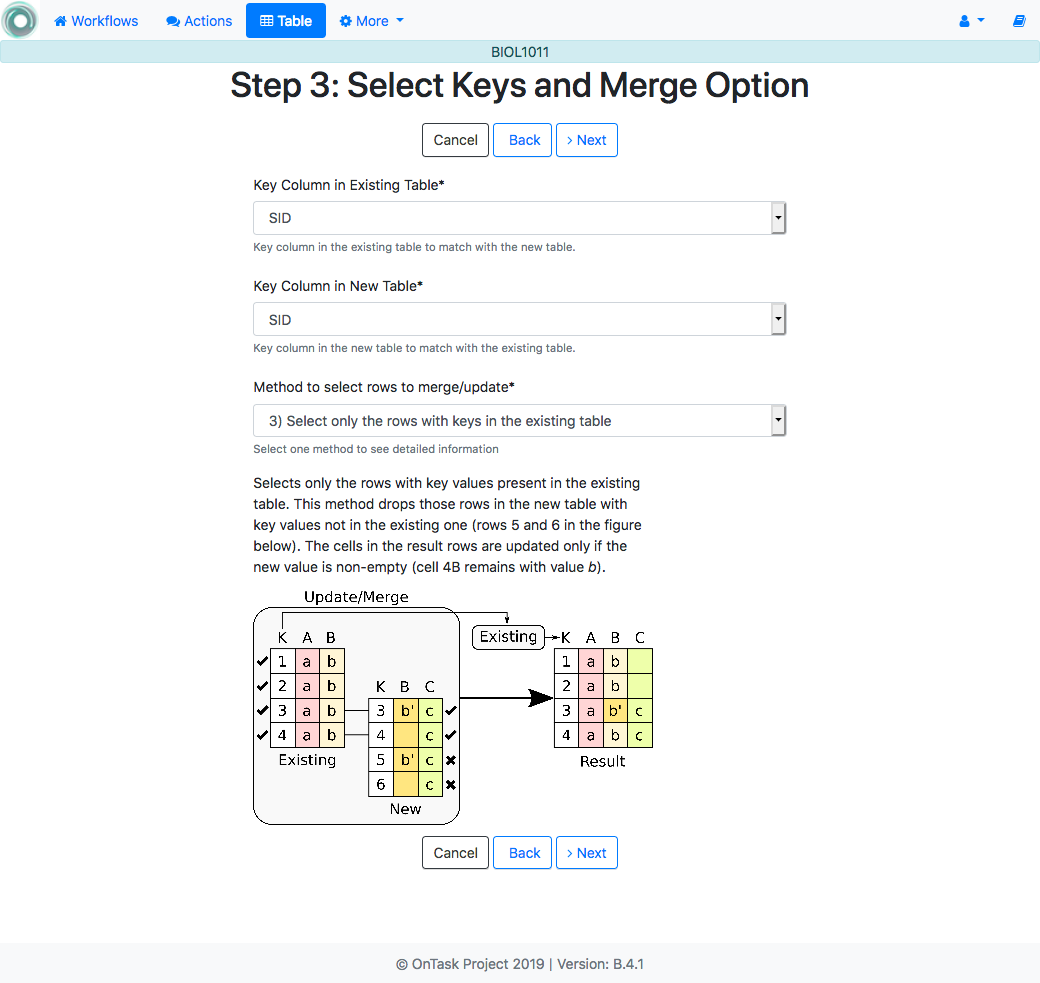 Workflows Actions Table More
BIOL1011
Step 3: Select Keys and Merge Option
Cancel Back › Next
Key Column in Existing Table*
SID
Key column in the existing table to match with the new table.
Key Column in New Table*
SID
Key column in the new table to match with the existing table.
Method to select rows to merge/update*
3) Select only the rows with keys in the existing table
Select one method to see detailed information
Selects only the rows with key values present in the existing
table. This method drops those rows in the new table with
key values not in the existing one (rows 5 and 6 in the figure
below). The cells in the result rows are updated only if the
new value is non-empty (cell 4B remains with value b).
Update/Merge
K A B
1 a b
2 a b
3 a b
4 a b
Existing
K B C
3 b' c
4 c
5 b' c
6 c
New
Existing
K A B C
1 a b
2 a b
3 a b' c
4 a b c
Result
Cancel Back › Next
© OnTask Project 2019 | Version: B.4.1